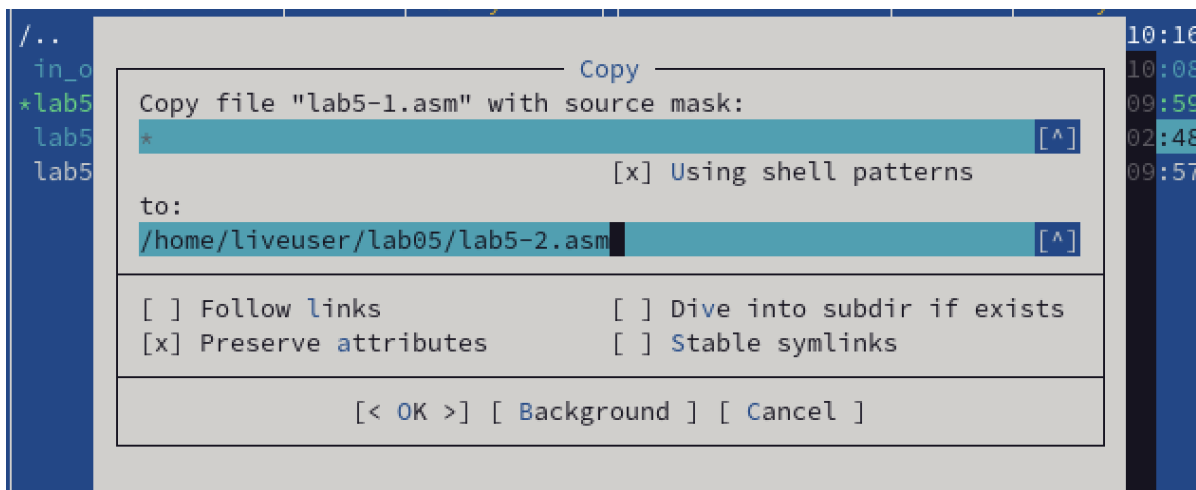 /..
10:16
in_o
Copy
10:08
*lab5
Copy file "lab5-1.asm" with source mask:
09:59
lab5
*
[^]
02:48
lab5
[x] Using shell patterns
09:57
to:
/home/liveuser/lab05/lab5-2.asm
[^]
[ ] Follow links
[ ] Dive into subdir if exists
[x] Preserve attributes
[ ] Stable symlinks
[< OK >] [ Background ] [ Cancel ]